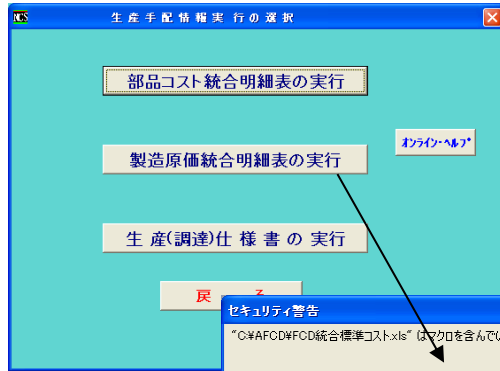 NCS 生産手配情報実行の選択
部品コスト統合明細表の実行
オンライン・ヘルプ
製造原価統合明細表の実行
生 産(調達)仕 様 書 の 実行
戻 る
セキュリティ警告
"C:¥AFCD¥FCD統合標準コスト.xls" はマクロを含んでい